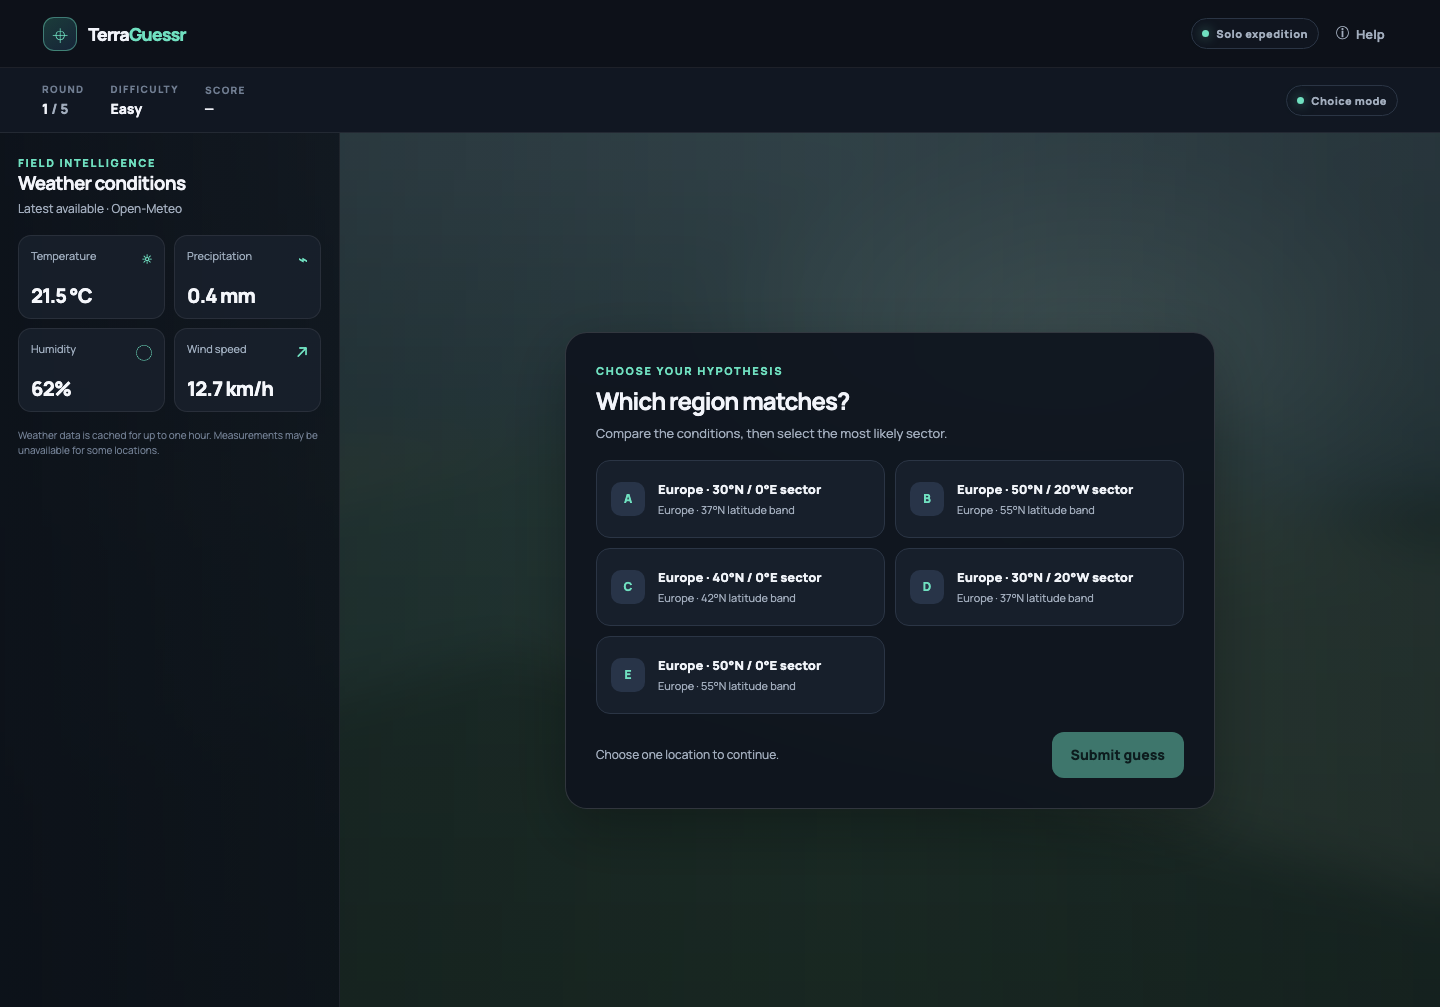 TerraGuessr
Solo expedition
Help
ROUND
1 / 5
DIFFICULTY
Easy
SCORE
–
Choice mode
FIELD INTELLIGENCE
Weather conditions
Latest available · Open-Meteo
Temperature
21.5 °C
Precipitation
0.4 mm
Humidity
62%
Wind speed
12.7 km/h
Weather data is cached for up to one hour. Measurements may be
unavailable for some locations.
CHOOSE YOUR HYPOTHESIS
Which region matches?
Compare the conditions, then select the most likely sector.
A
Europe · 30°N / 0°E sector
Europe · 37°N latitude band
B
Europe · 50°N / 20°W sector
Europe · 55°N latitude band
C
Europe · 40°N / 0°E sector
Europe · 42°N latitude band
D
Europe · 30°N / 20°W sector
Europe · 37°N latitude band
E
Europe · 50°N / 0°E sector
Europe · 55°N latitude band
Choose one location to continue.
Submit guess